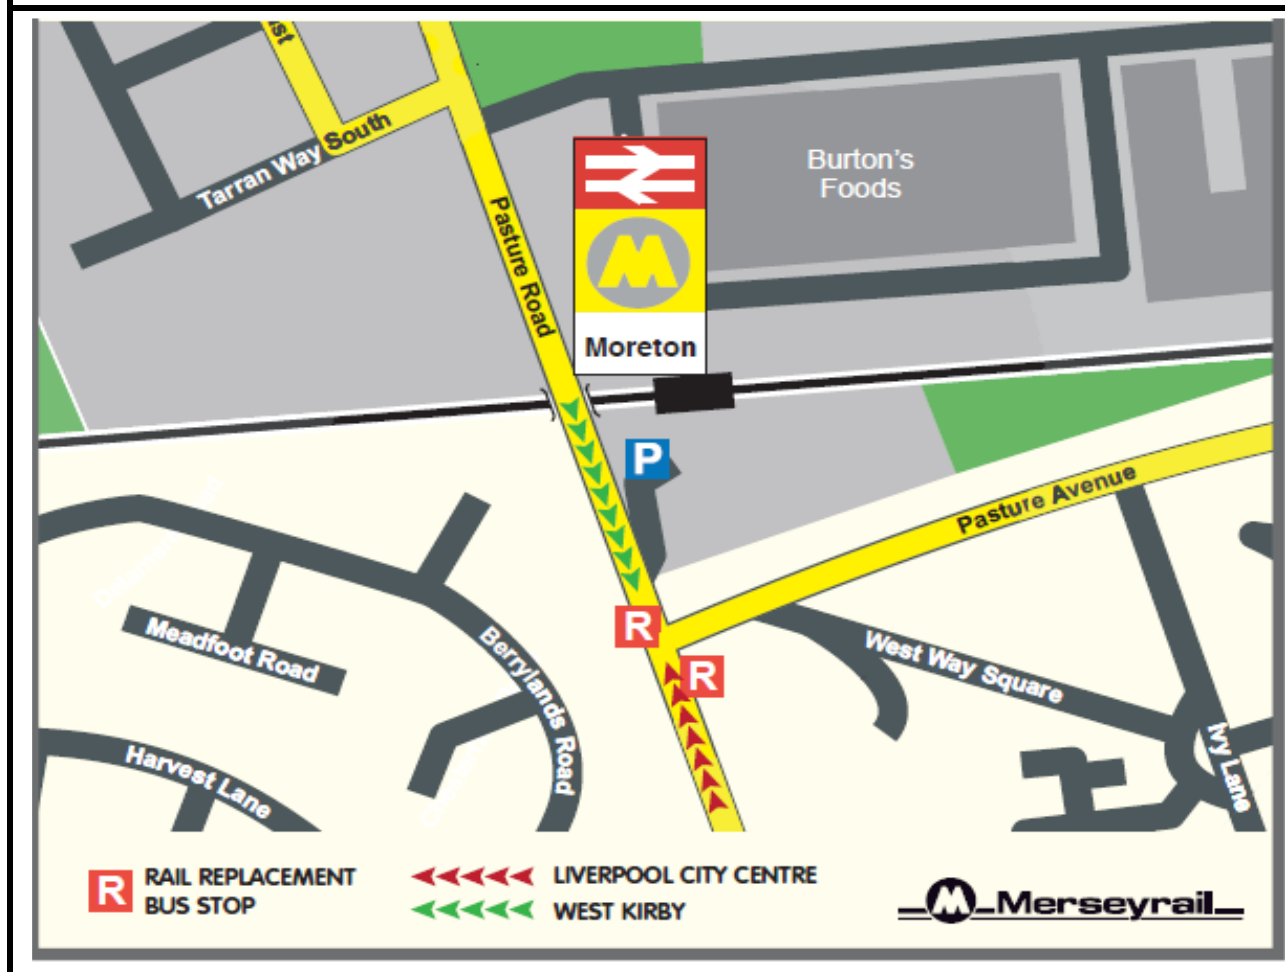 st
Tarran Way South
Burton's
Foods
Pasture Road
M
Moreton
P
Pasture Avenue
R
R
Meadfoot Road
Berrylands Road
West Way Square
Ivy Lane
Harvest Lane
R
RAIL REPLACEMENT
BUS STOP
LIVERPOOL CITY CENTRE
WEST KIRBY
M Merseyrail